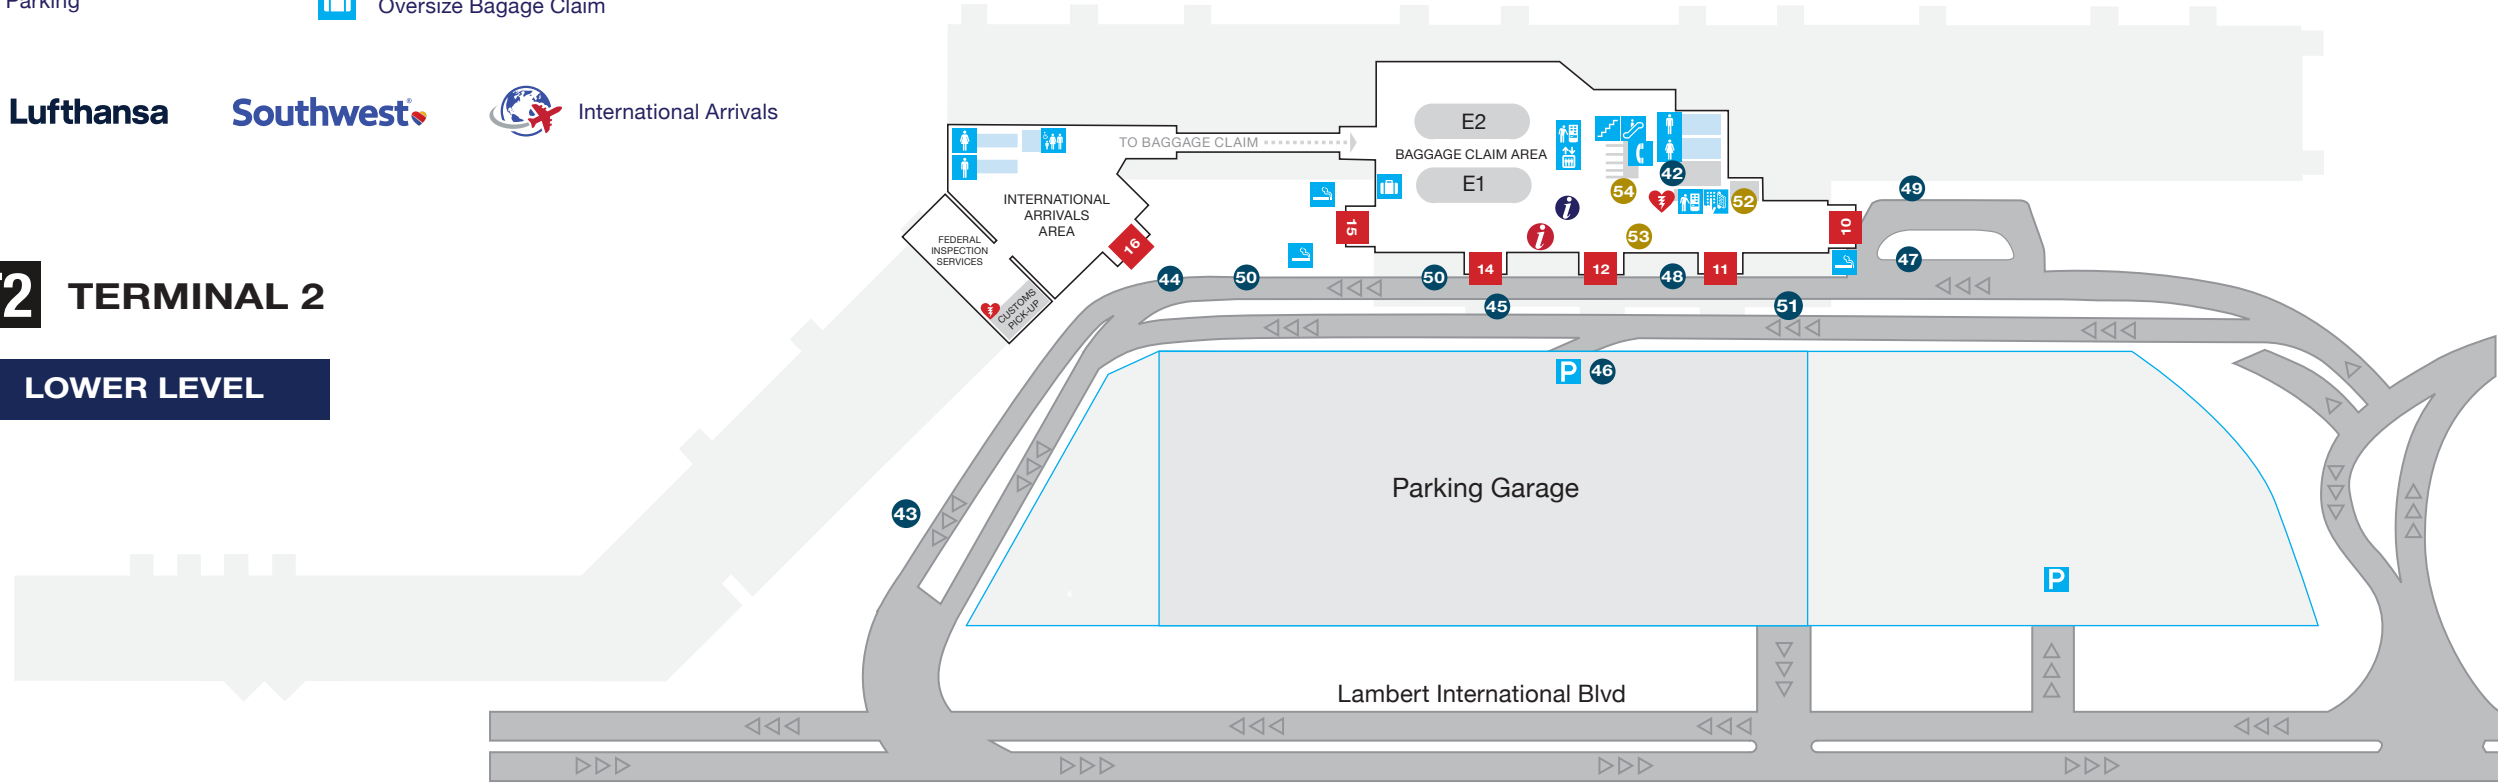 Parking
Oversize Bagage Claim
Lufthansa
Southwest®
International Arrivals
2
TERMINAL 2
LOWER LEVEL
TO BAGGAGE CLAIM
E2
BAGGAGE CLAIM AREA
E1
INTERNATIONAL
ARRIVALS
AREA
FEDERAL
INSPECTION
SERVICES
CUSTOMS
PICK-UP
16
15
14
12
11
10
42
54
52
53
i
i
49
47
44
50
50
48
45
51
P
46
43
Parking Garage
P
Lambert International Blvd